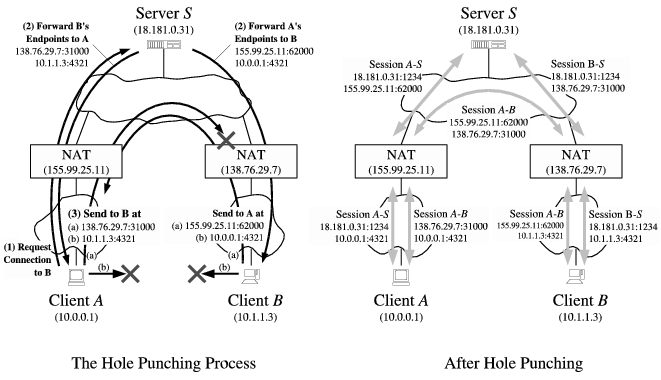 Server S
(18.181.0.31)
(2) Forward B's
Endpoints to A
138.76.29.7:31000
10.1.1.3:4321
(2) Forward A's
Endpoints to B
155.99.25.11:62000
10.0.0.1:4321
NAT
(155.99.25.11)
NAT
(138.76.29.7)
(3) Send to B at
(a) 138.76.29.7:31000
(b) 10.1.1.3:4321
(a)
Send to A at
(a) 155.99.25.11:62000
(b) 10.0.0.1:4321
(a)
(1) Request
Connection
to B
(b)
(b)
Client A
(10.0.0.1)
Client B
(10.1.1.3)
The Hole Punching Process
Server S
(18.181.0.31)
Session A-S
18.181.0.31:1234
155.99.25.11:62000
Session B-S
18.181.0.31:1234
138.76.29.7:31000
Session A-B
155.99.25.11:62000
138.76.29.7:31000
NAT
(155.99.25.11)
NAT
(138.76.29.7)
Session A-S
18.181.0.31:1234
10.0.0.1:4321
Session A-B
138.76.29.7:31000
10.0.0.1:4321
Session A-B
155.99.25.11:62000
10.1.1.3:4321
Session B-S
18.181.0.31:1234
10.1.1.3:4321
Client A
(10.0.0.1)
Client B
(10.1.1.3)
After Hole Punching